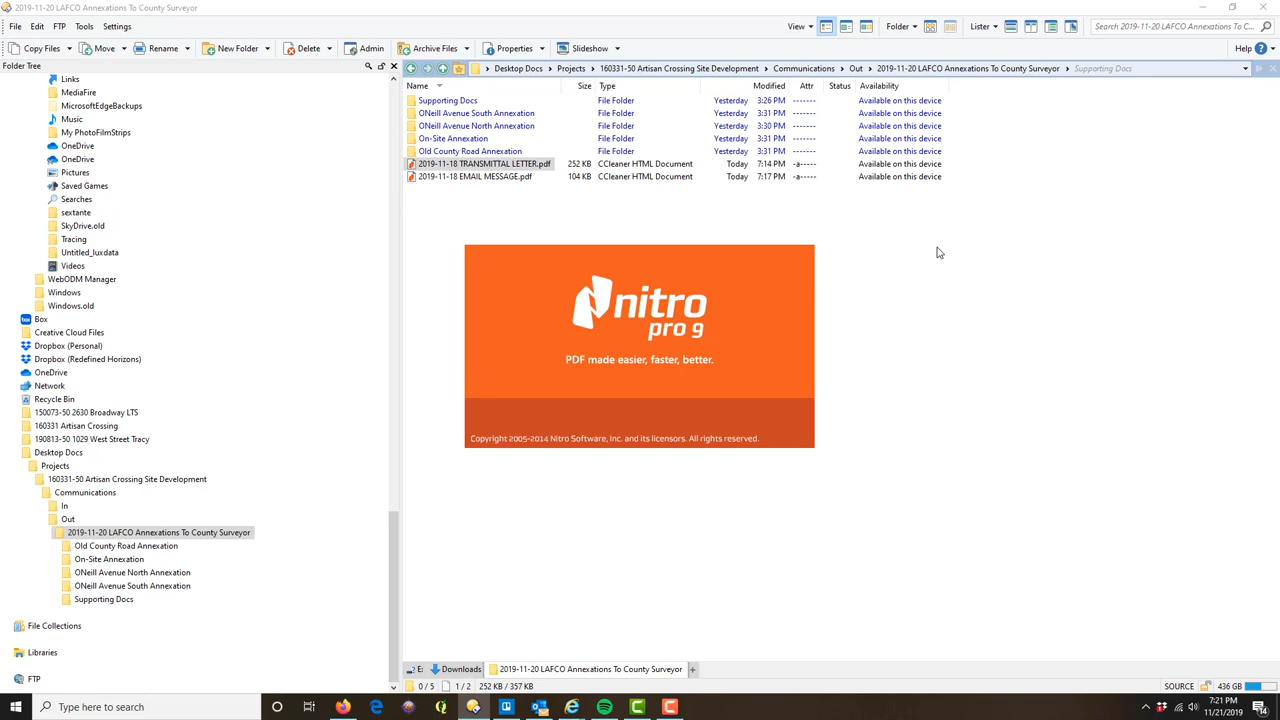 2019-11-20 LAFCO Annexations To County Surveyor
File Edit FTP Tools Settings View Folder Lister Search 2019-11-20 LAFCO Annexations To C...
Copy Files Move Rename New Folder Delete Admin Archive Files Properties Slideshow Help
Folder Tree
Desktop Docs Projects 160331-50 Artisan Crossing Site Development Communications Out 2019-11-20 LAFCO Annexations To County Surveyor Supporting Docs
Name Size Type Modified Attr Status Availability
Supporting Docs File Folder Yesterday 3:26 PM ------- Available on this device
ONeill Avenue South Annexation File Folder Yesterday 3:31 PM ------- Available on this device
ONeill Avenue North Annexation File Folder Yesterday 3:30 PM ------- Available on this device
On-Site Annexation File Folder Yesterday 3:31 PM ------- Available on this device
Old County Road Annexation File Folder Yesterday 3:31 PM ------- Available on this device
2019-11-18 TRANSMITTAL LETTER.pdf 252 KB CCleaner HTML Document Today 7:14 PM -a----- Available on this device
2019-11-18 EMAIL MESSAGE.pdf 104 KB CCleaner HTML Document Today 7:17 PM -a----- Available on this device
Links
MediaFire
MicrosoftEdgeBackups
Music
My PhotoFilmStrips
OneDrive
OneDrive
Pictures
Saved Games
Searches
sextante
SkyDrive.old
Tracing
Untitled_luxdata
Videos
WebODM Manager
Windows
Windows.old
Box
Creative Cloud Files
Dropbox (Personal)
Dropbox (Redefined Horizons)
OneDrive
Network
Recycle Bin
150073-50 2630 Broadway LTS
160331 Artisan Crossing
190813-50 1029 West Street Tracy
Desktop Docs
Projects
160331-50 Artisan Crossing Site Development
Communications
In
Out
2019-11-20 LAFCO Annexations To County Surveyor
Old County Road Annexation
On-Site Annexation
ONeill Avenue North Annexation
ONeill Avenue South Annexation
Supporting Docs
File Collections
Libraries
FTP
nitro
pro 9
PDF made easier, faster, better.
Copyright 2005-2014 Nitro Software, Inc. and its licensors. All rights reserved.
E: Downloads 2019-11-20 LAFCO Annexations To County Surveyor +
0 / 5 1 / 2 252 KB / 357 KB SOURCE 436 GB
Type here to search
7:21 PM
11/21/2019
14